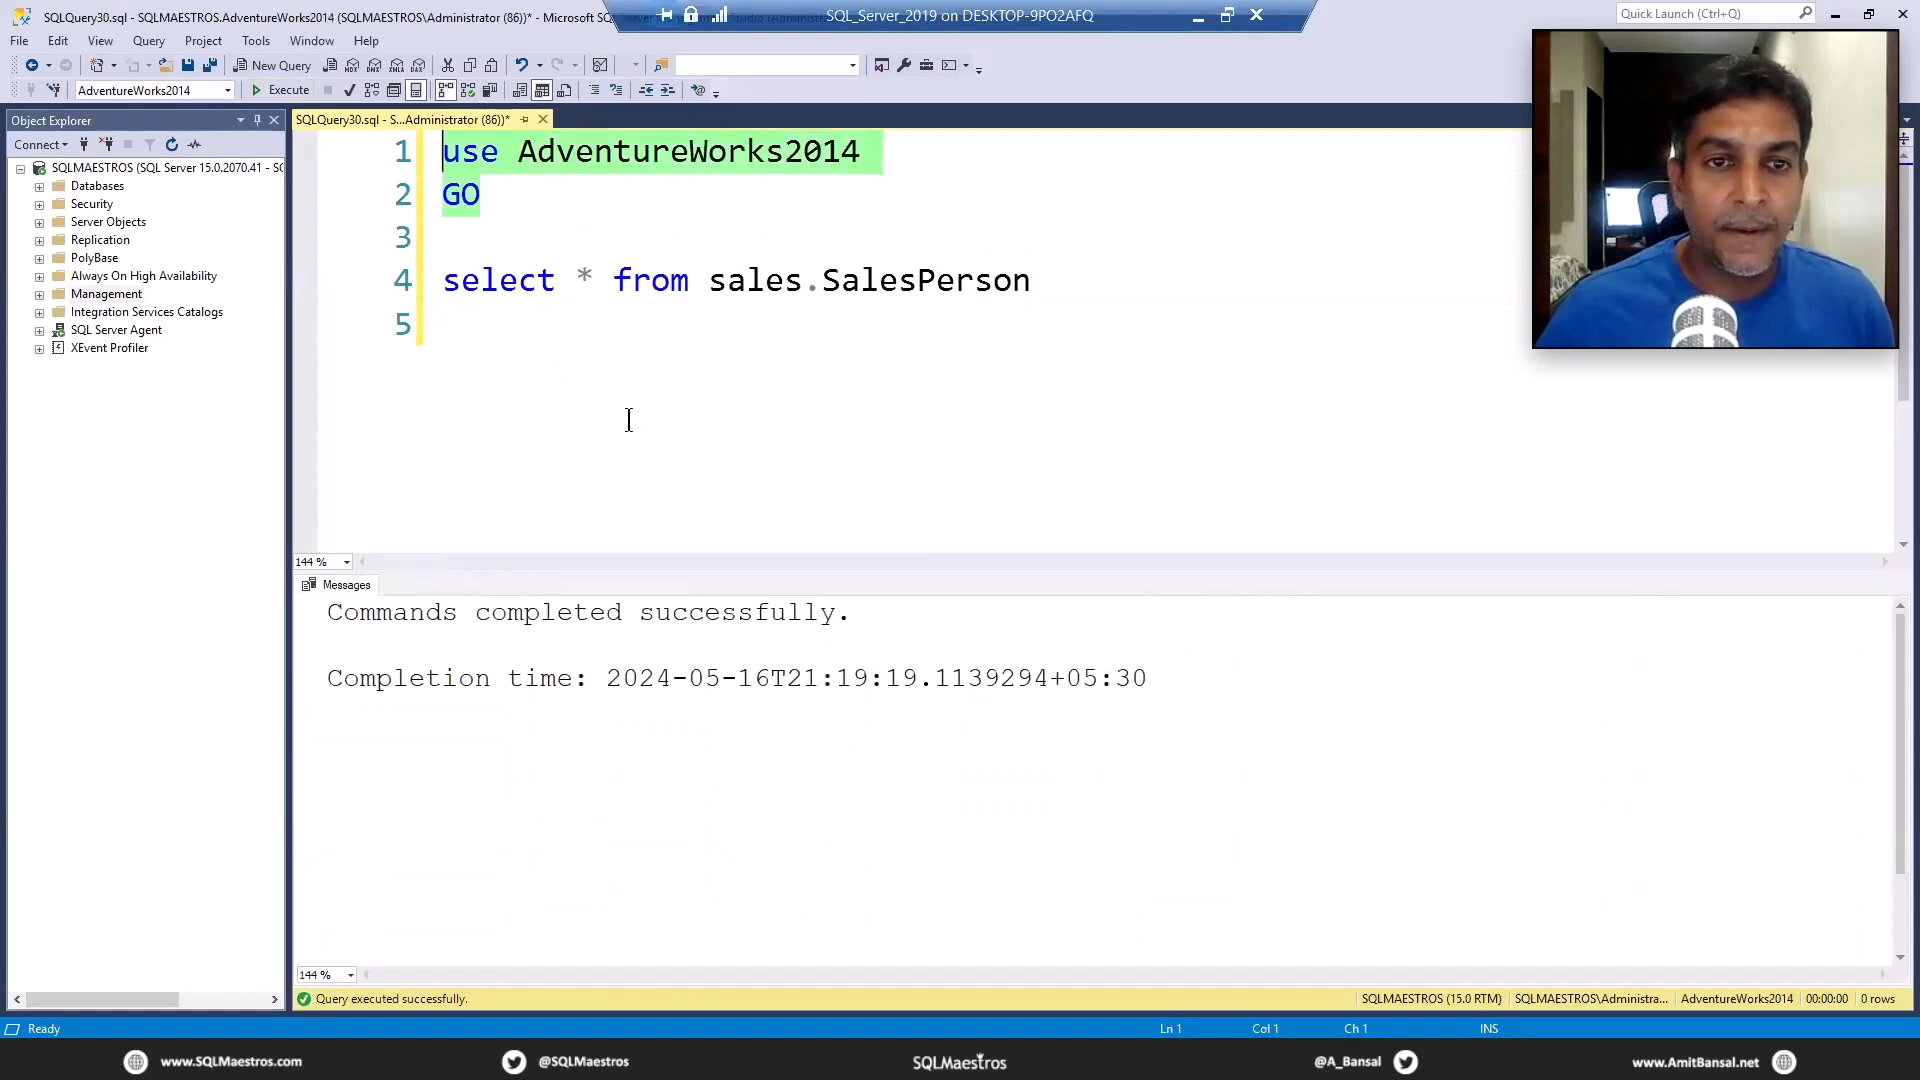 SQLQuery30.sql - SQLMAESTROS.AdventureWorks2014 (SQLMAESTROS\Administrator (86))* - Microsoft SQ
SQL_Server_2019 on DESKTOP-9PO2AFQ
Quick Launch (Ctrl+Q)
File Edit View Query Project Tools Window Help
New Query
AdventureWorks2014
Execute
Object Explorer
SQLQuery30.sql - S...Administrator (86))*
Connect
SQLMAESTROS (SQL Server 15.0.2070.41 - SQ
Databases
Security
Server Objects
Replication
PolyBase
Always On High Availability
Management
Integration Services Catalogs
SQL Server Agent
XEvent Profiler
1 use AdventureWorks2014
2 GO
3
4 select * from sales.SalesPerson
5
144 %
Messages
Commands completed successfully.
Completion time: 2024-05-16T21:19:19.1139294+05:30
144 %
Query executed successfully.
SQLMAESTROS (15.0 RTM) SQLMAESTROS\Administra... AdventureWorks2014 00:00:00 0 rows
Ready
Ln 1 Col 1 Ch 1 INS
www.SQLMaestros.com @SQLMaestros SQLMaestros @A_Bansal www.AmitBansal.net